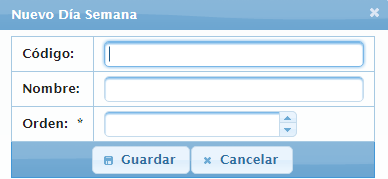 Nuevo Día Semana
Código:
Nombre:
Orden: *
Guardar Cancelar